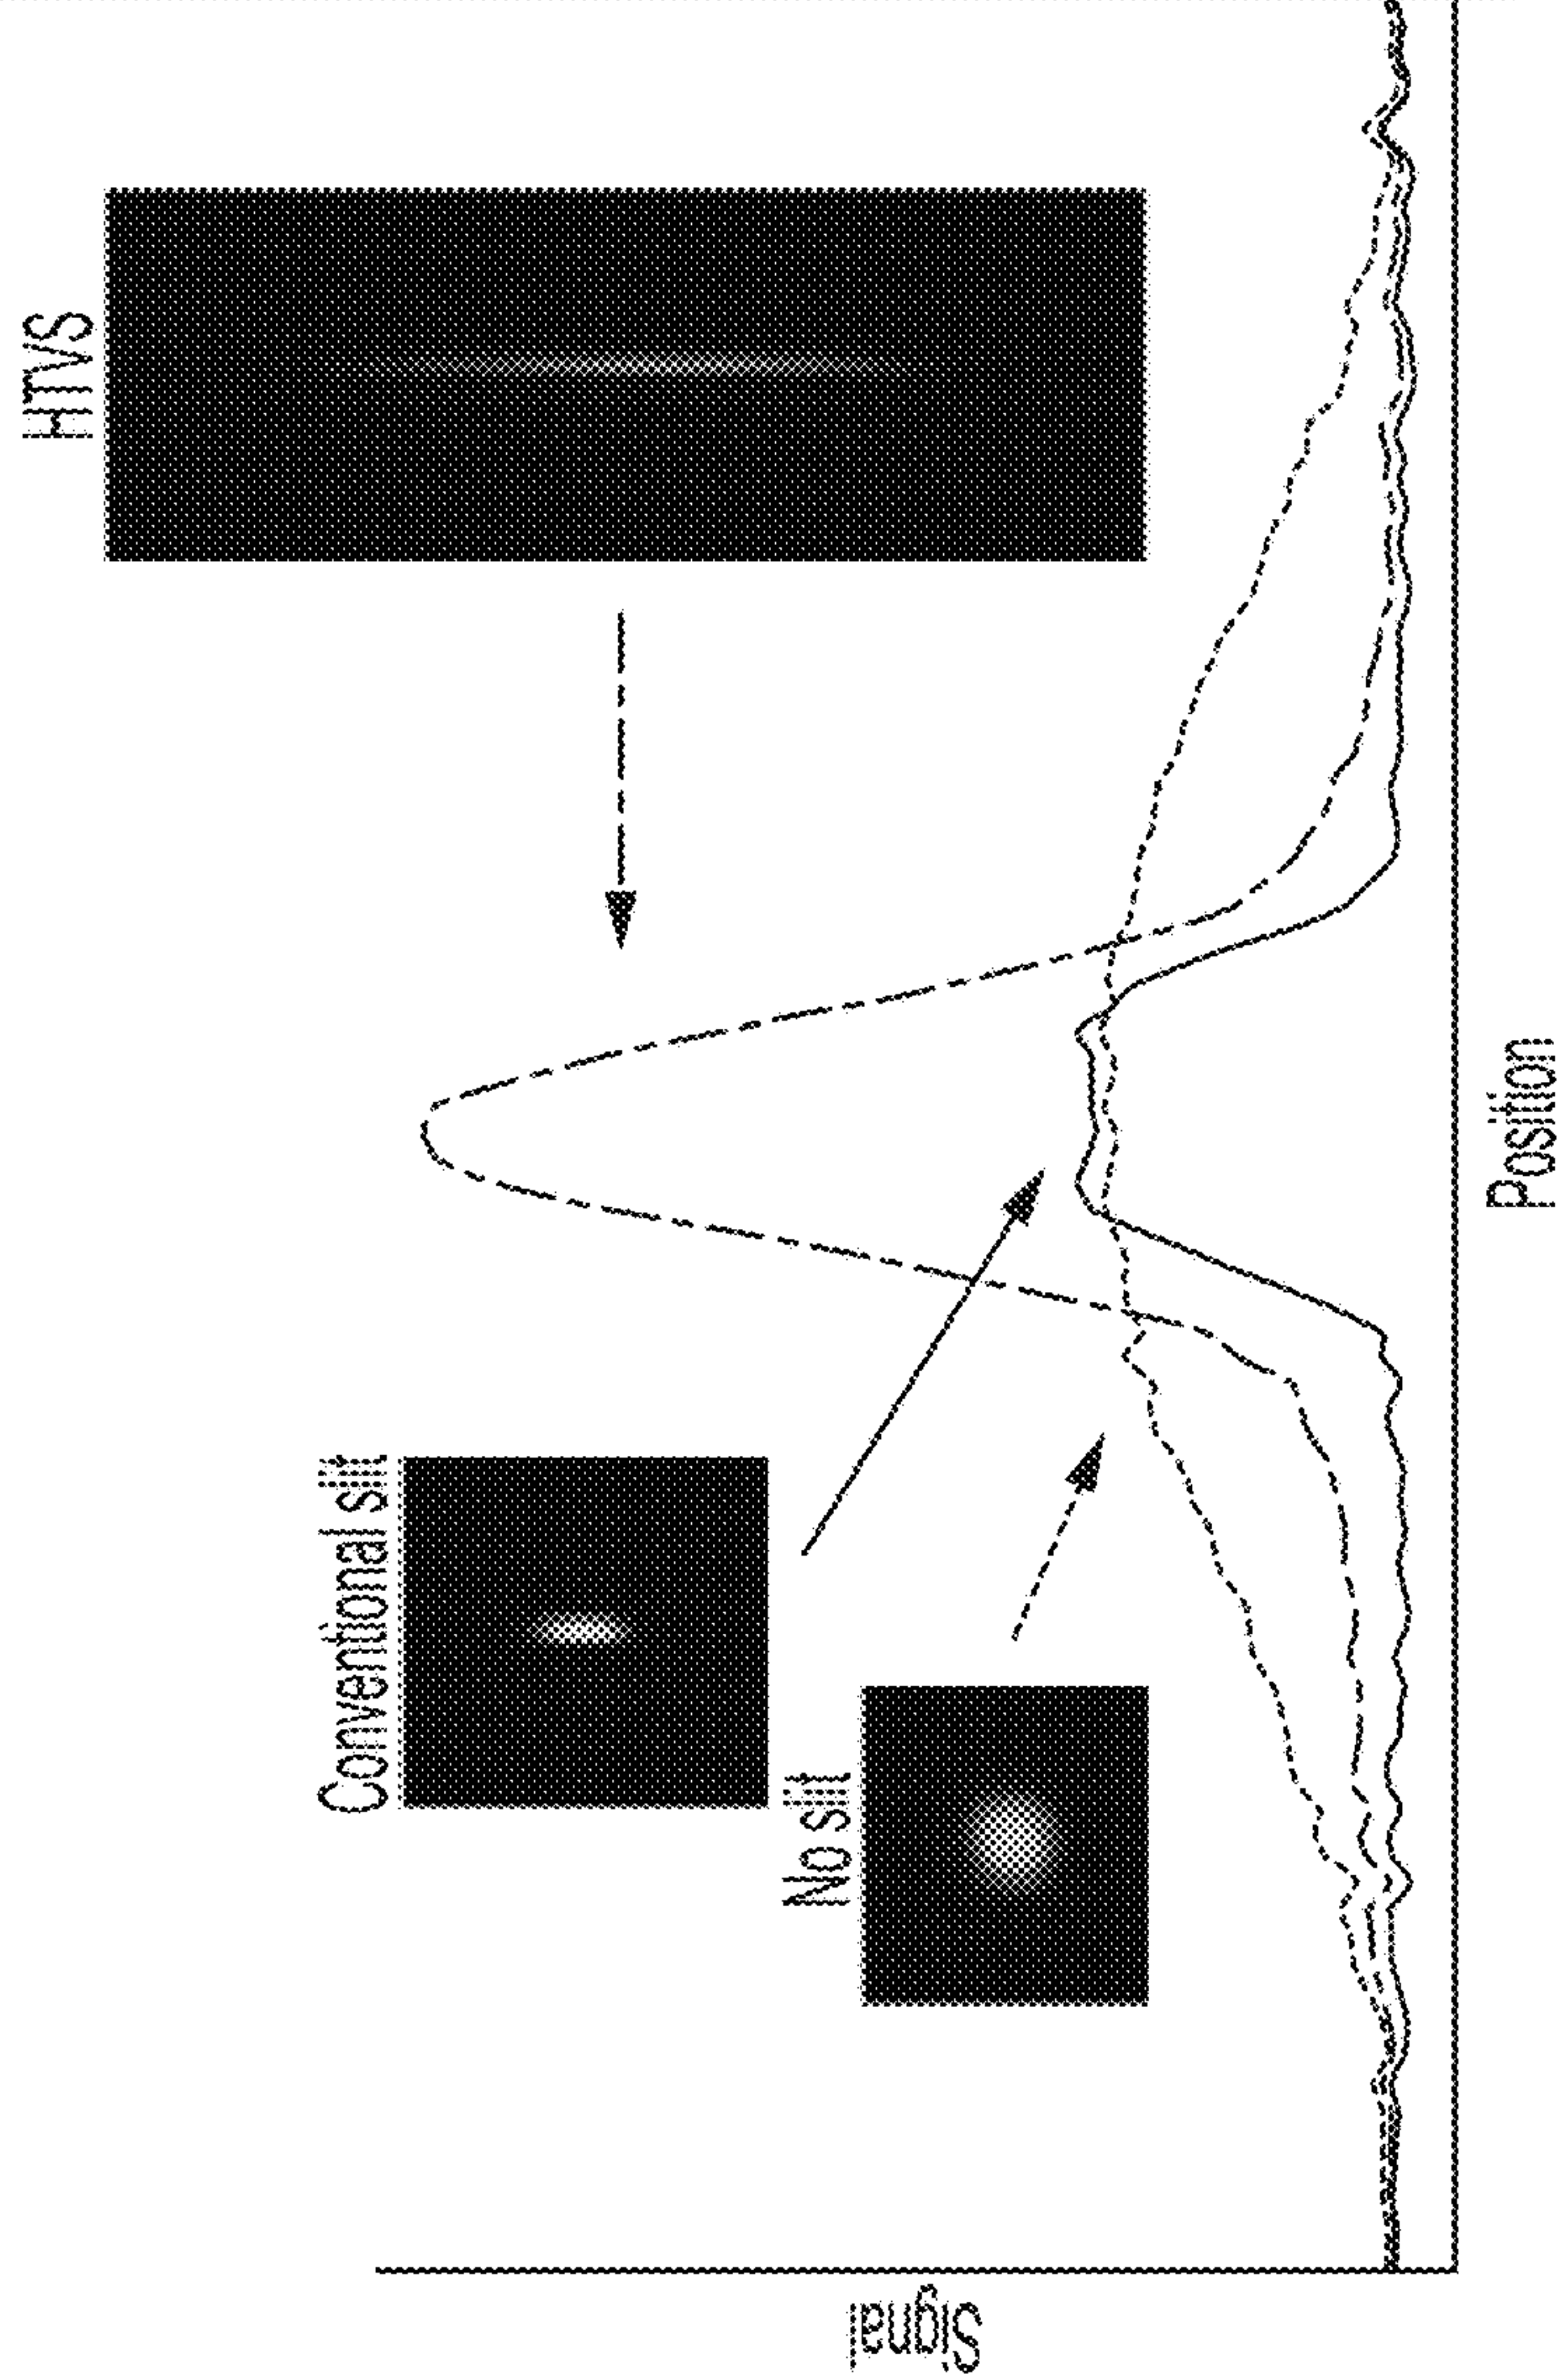 HTVS
Conventional slit
No slit
Signal
Position